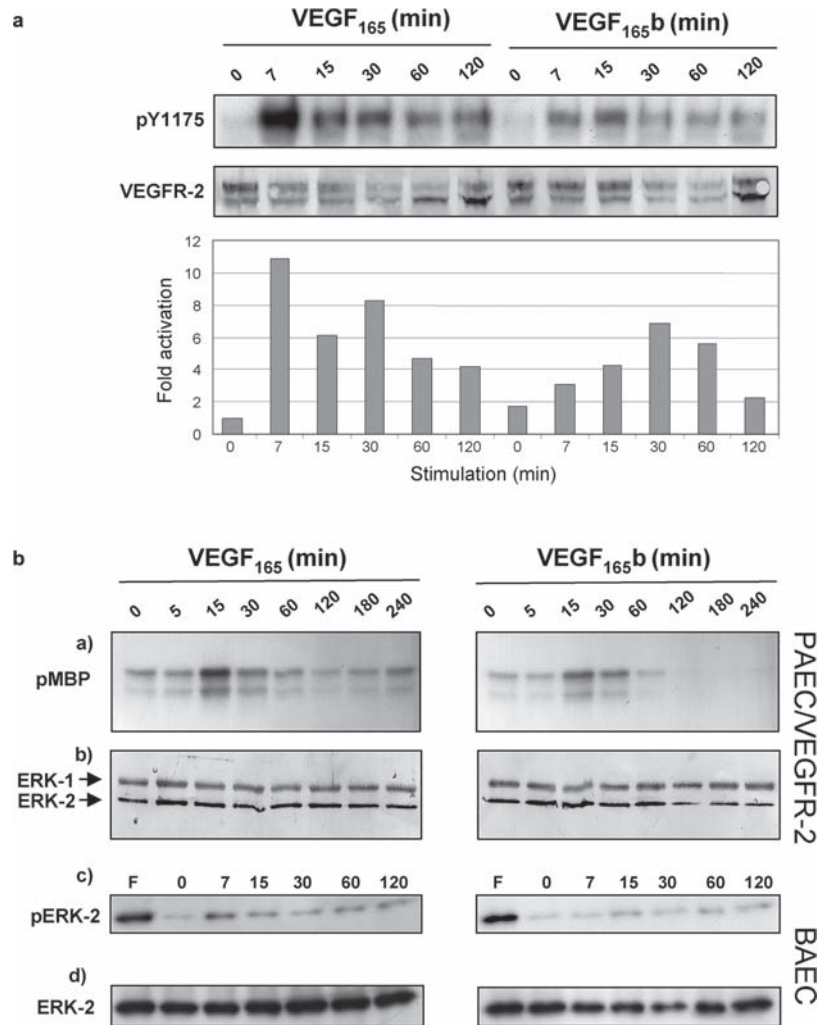 a
VEGF165 (min) VEGF165b (min)
0 7 15 30 60 120 0 7 15 30 60 120
pY1175
VEGFR-2
12
10
8
6
4
2
0
Fold activation
0 7 15 30 60 120 0 7 15 30 60 120
Stimulation (min)
b
VEGF165 (min) VEGF165b (min)
0 5 15 30 60 120 180 240 0 5 15 30 60 120 180 240
a)
pMBP
b)
ERK-1
ERK-2
PAEC/VEGFR-2
c)
F 0 7 15 30 60 120 F 0 7 15 30 60 120
pERK-2
d)
ERK-2
BAEC